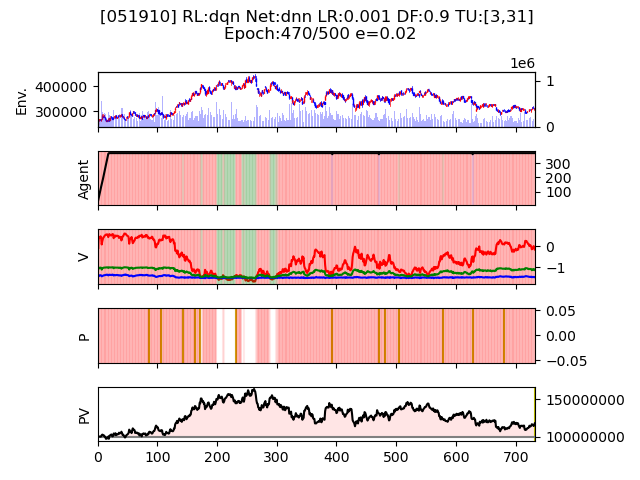 [051910] RL:dqn Net:dnn LR:0.001 DF:0.9 TU:[3,31]
Epoch:470/500 e=0.02
1e6
Env.
400000
300000
1
0
Agent
300
200
100
V
0
−1
P
0.05
0.00
−0.05
PV
150000000
100000000
0 100 200 300 400 500 600 700